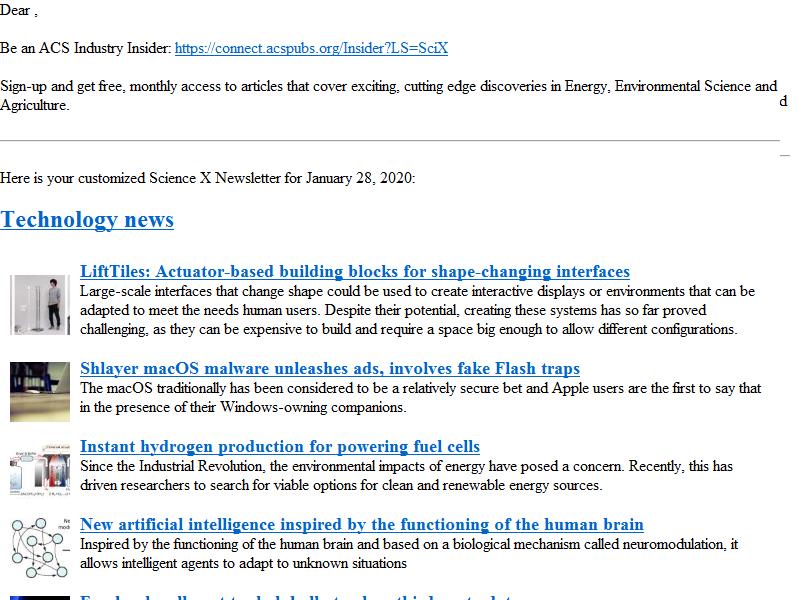 Dear ,
Be an ACS Industry Insider: https://connect.acspubs.org/Insider?LS=SciX
Sign-up and get free, monthly access to articles that cover exciting, cutting edge discoveries in Energy, Environmental Science and
Agriculture.
d
Here is your customized Science X Newsletter for January 28, 2020:
Technology news
LiftTiles: Actuator-based building blocks for shape-changing interfaces
Large-scale interfaces that change shape could be used to create interactive displays or environments that can be
adapted to meet the needs human users. Despite their potential, creating these systems has so far proved
challenging, as they can be expensive to build and require a space big enough to allow different configurations.
Shlayer macOS malware unleashes ads, involves fake Flash traps
The macOS traditionally has been considered to be a relatively secure bet and Apple users are the first to say that
in the presence of their Windows-owning companions.
Instant hydrogen production for powering fuel cells
Since the Industrial Revolution, the environmental impacts of energy have posed a concern. Recently, this has
driven researchers to search for viable options for clean and renewable energy sources.
New artificial intelligence inspired by the functioning of the human brain
Inspired by the functioning of the human brain and based on a biological mechanism called neuromodulation, it
allows intelligent agents to adapt to unknown situations